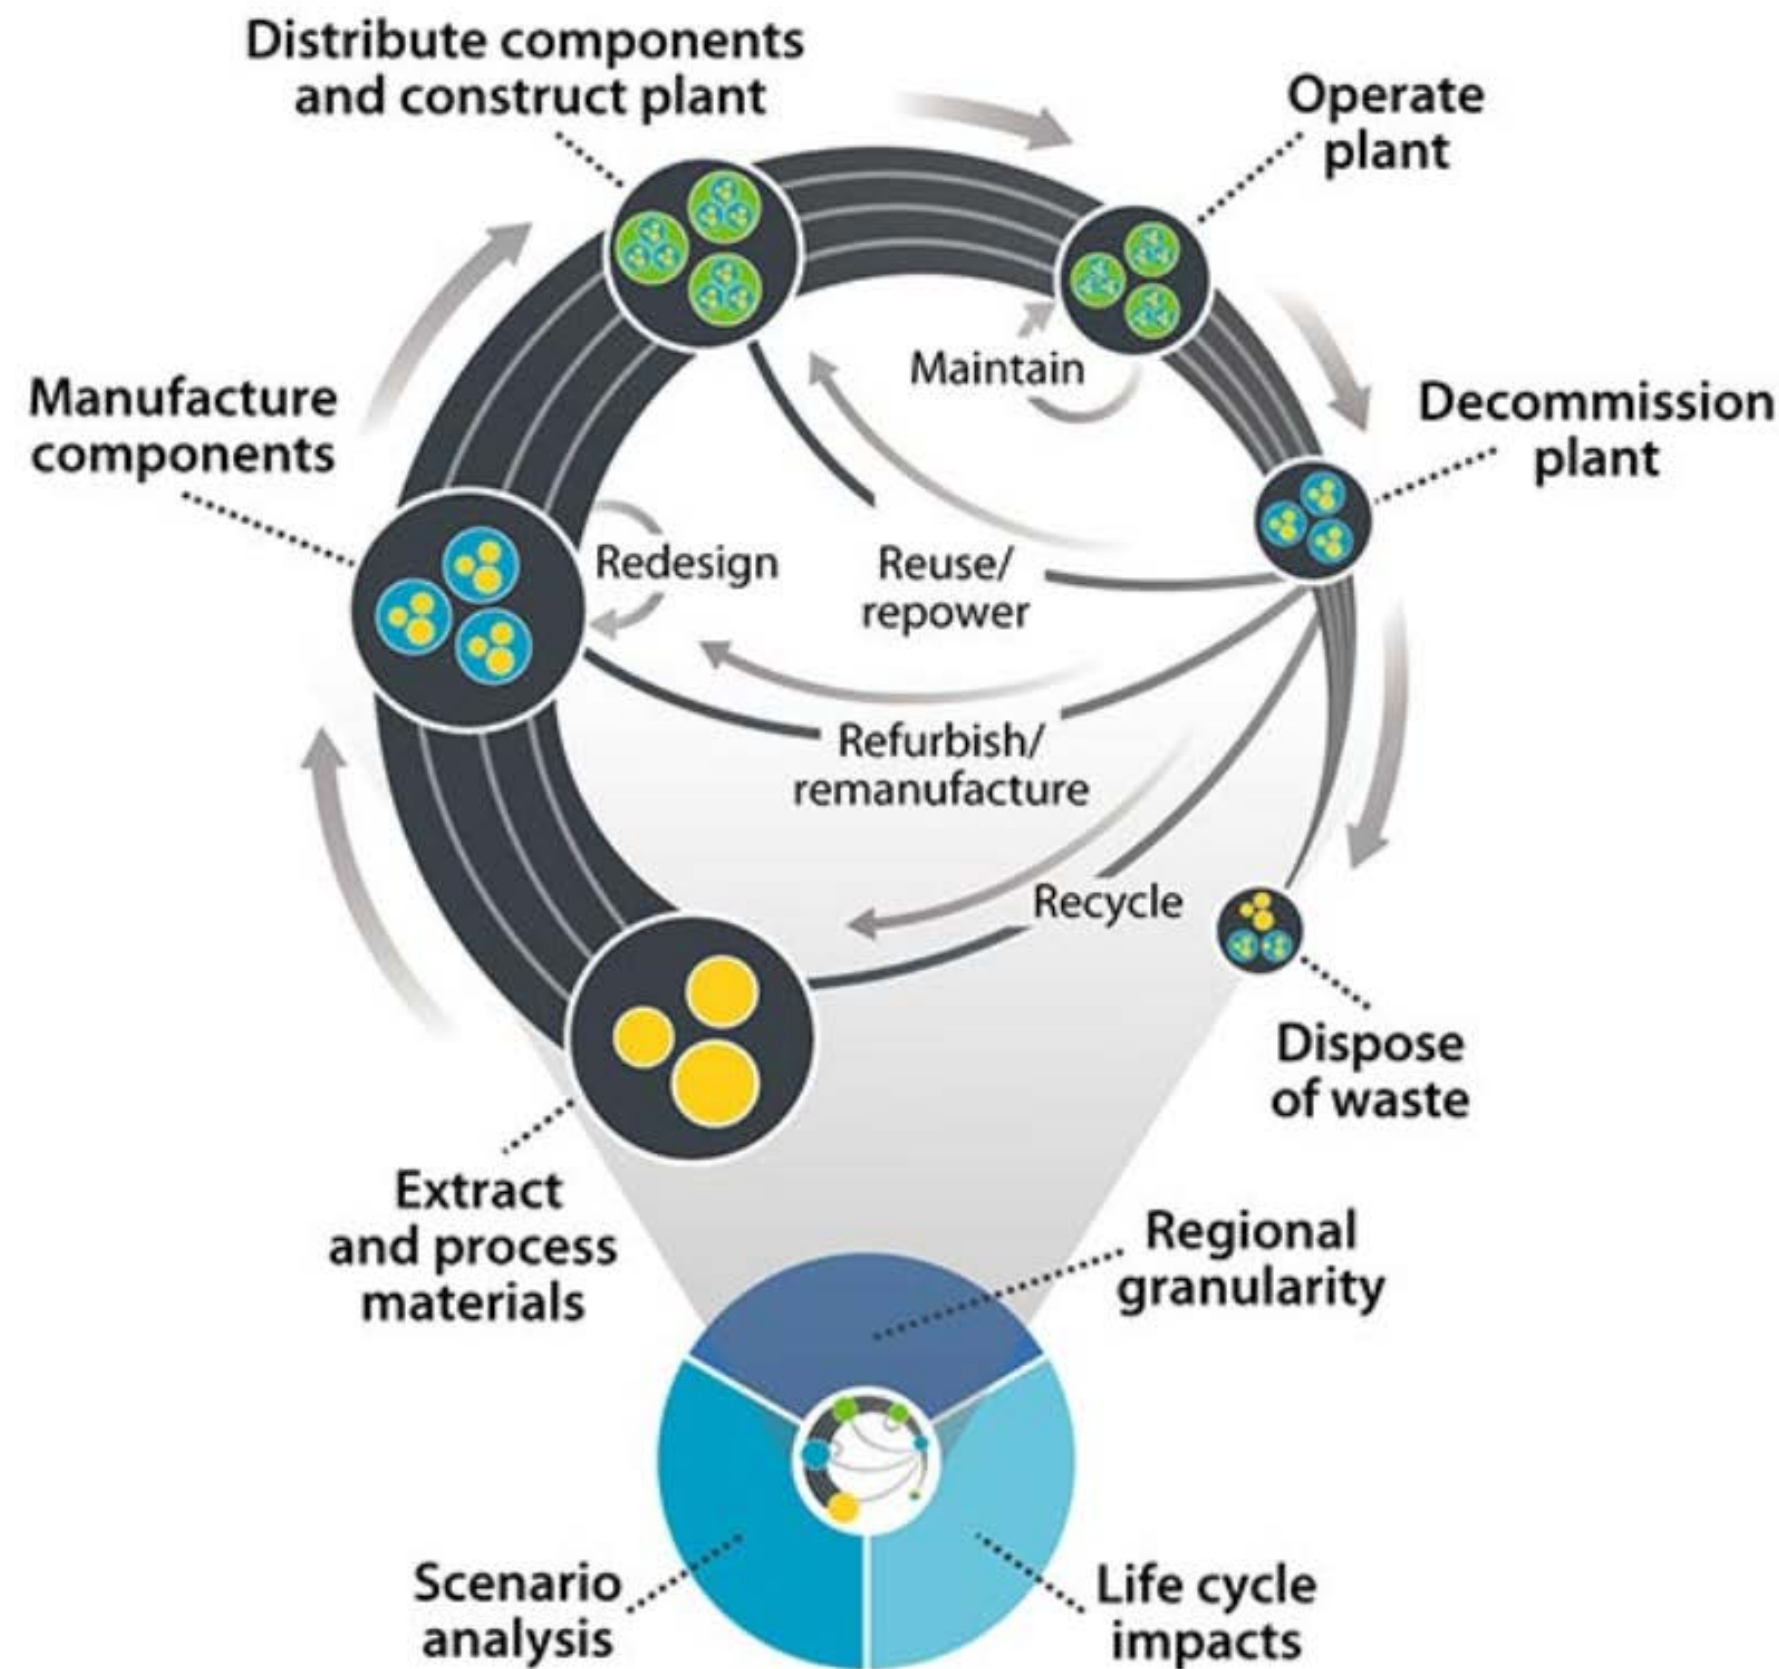 Distribute components
and construct plant
Operate
plant
Maintain
Manufacture
components
Decommission
plant
Redesign
Reuse/
repower
Refurbish/
remanufacture
Recycle
Dispose
of waste
Extract
and process
materials
Regional
granularity
Scenario
analysis
Life cycle
impacts